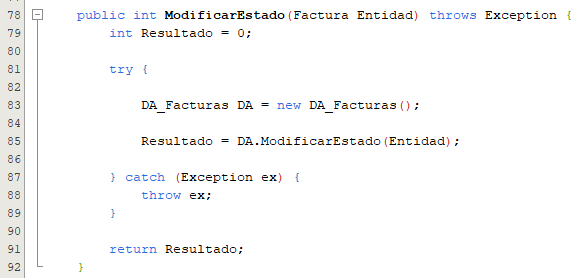 78 public int ModificarEstado(Factura Entidad) throws Exception {
79 int Resultado = 0;
80
81 try {
82
83 DA_Facturas DA = new DA_Facturas();
84
85 Resultado = DA.ModificarEstado(Entidad);
86
87 } catch (Exception ex) {
88 throw ex;
89 }
90
91 return Resultado;
92 }